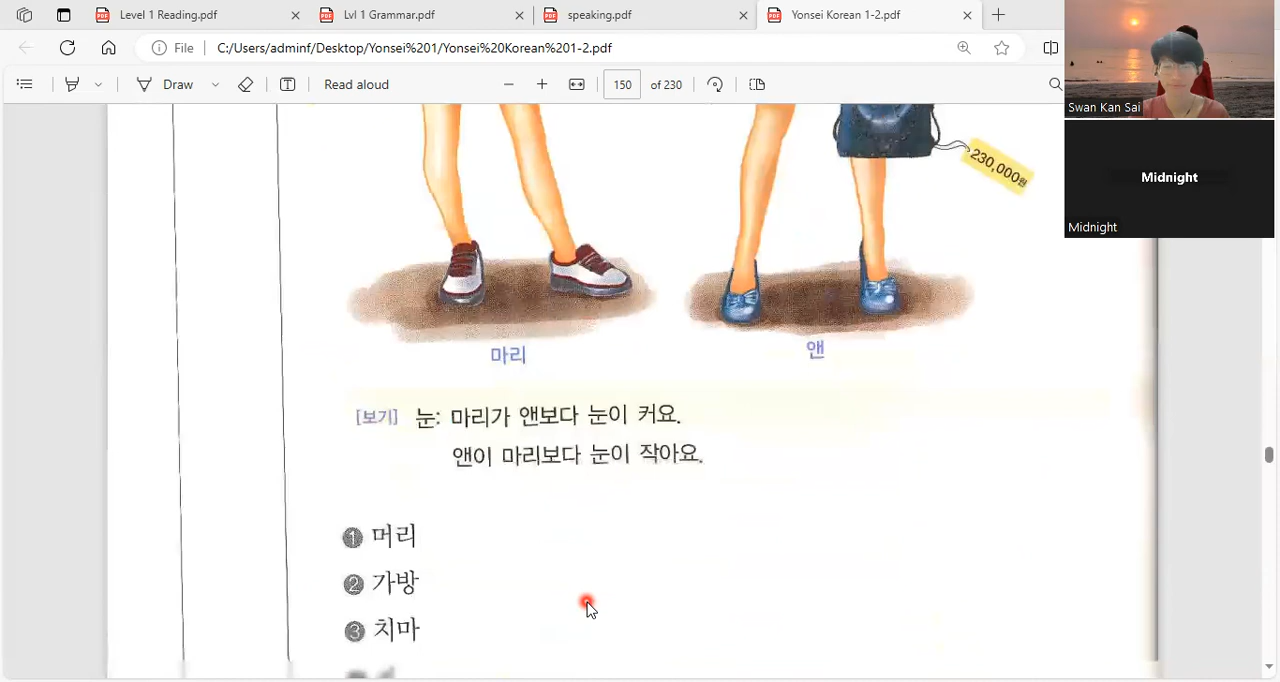 Level 1 Reading.pdf
Lvl 1 Grammar.pdf
speaking.pdf
Yonsei Korean 1-2.pdf
File
C:/Users/adminf/Desktop/Yonsei%201/Yonsei%20Korean%201-2.pdf
Draw
Read aloud
150
of 230
Swan Kan Sai
Midnight
Midnight
230,000원
마리
앤
[보기] 눈: 마리가 앤보다 눈이 커요.
앤이 마리보다 눈이 작아요.
1 머리
2 가방
3 치마